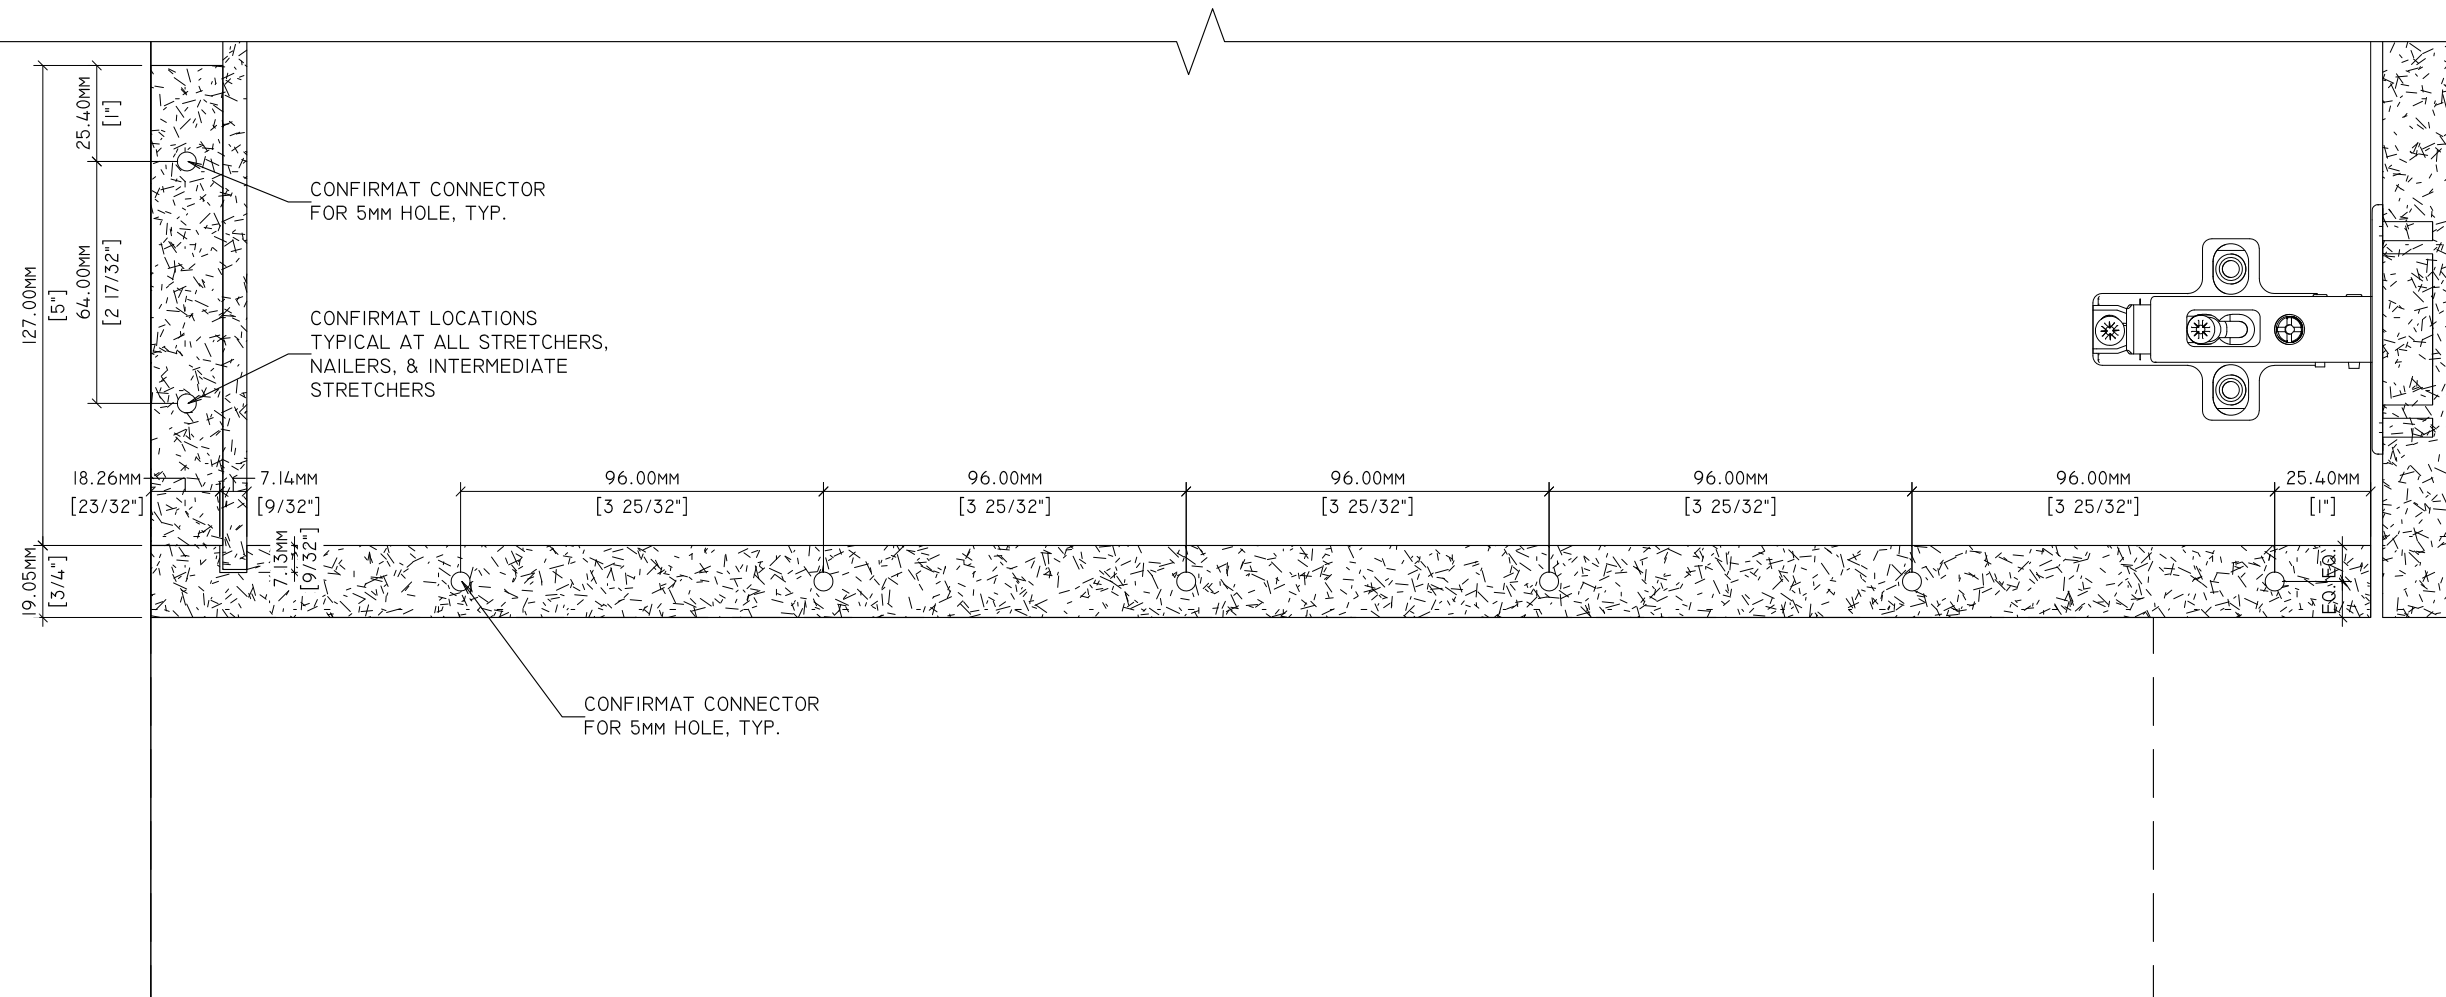 25.40MM
[1"]
127.00MM
[5"]
64.00MM
[2 17/32"]
CONFIRMAT CONNECTOR
FOR 5MM HOLE, TYP.
CONFIRMAT LOCATIONS
TYPICAL AT ALL STRETCHERS,
NAILERS, & INTERMEDIATE
STRETCHERS
18.26MM
[23/32"]
7.14MM
[9/32"]
96.00MM
[3 25/32"]
96.00MM
[3 25/32"]
96.00MM
[3 25/32"]
96.00MM
[3 25/32"]
96.00MM
[3 25/32"]
25.40MM
[1"]
19.05MM
[3/4"]
7.13MM
[9/32"]
EQ.
EQ.
CONFIRMAT CONNECTOR
FOR 5MM HOLE, TYP.